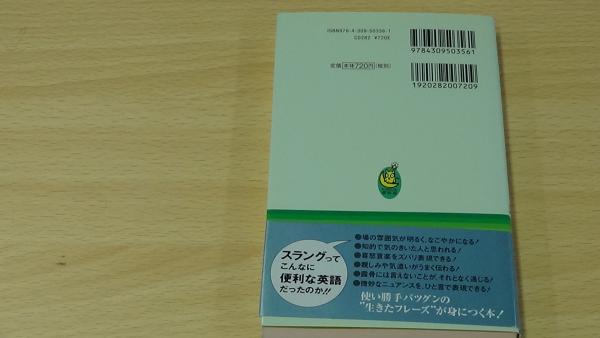 ISBN978-4-309-50356-1
C0282 ¥720E
9784309503561
定価 本体720円(税別)
1920282007209
スラングって
こんなに
便利な英語
だったのか!!
●場の雰囲気が明るく、なごやかになる!
●知的で気のきいた人と思われる!
●喜怒哀楽をズバリ表現できる!
●親しみや気遣いがうまく伝わる!
●露骨には言えないことが、それとなく通じる!
●微妙なニュアンスを、ひと言で表現できる!
使い勝手バツグンの
"生きたフレーズ"が身につく本!